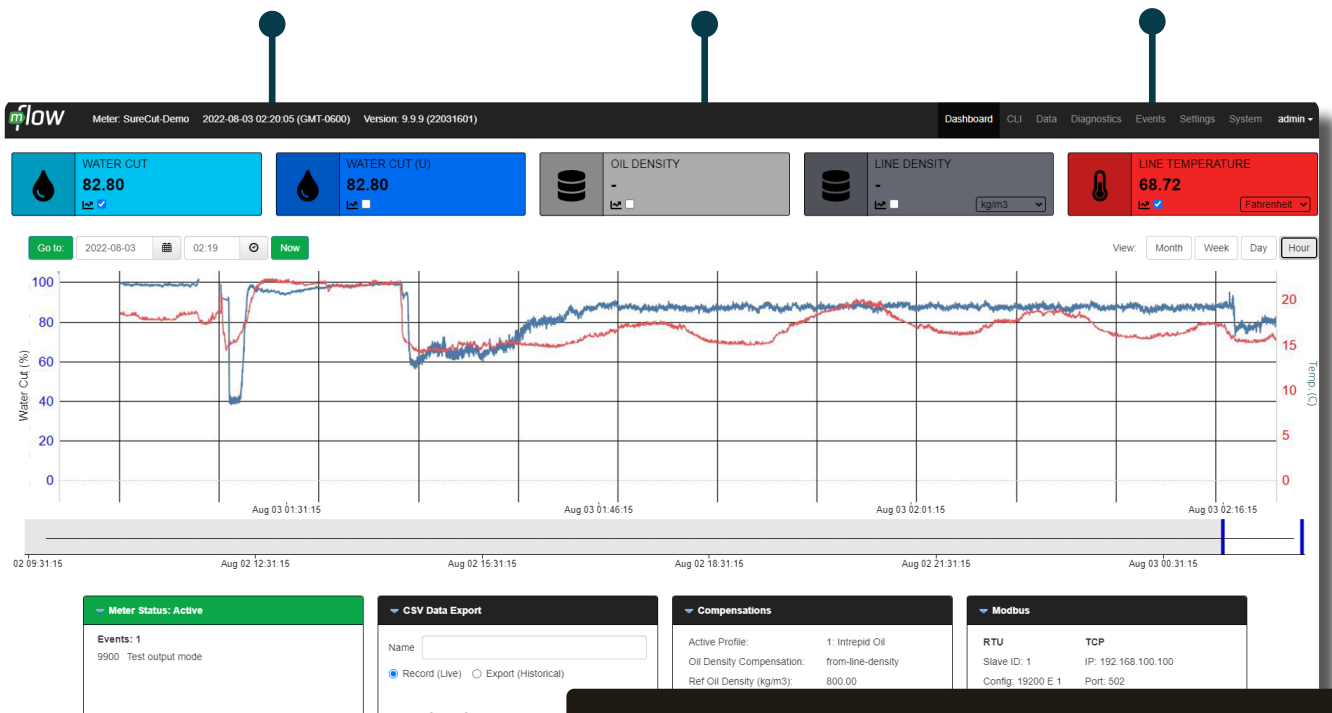 mflow Meter: SureCut-Demo 2022-08-03 02:20:05 (GMT-0600) Version: 9.9.9 (22031601) Dashboard CLI Data Diagnostics Events Settings System admin
WATER CUT
82.80
WATER CUT (U)
82.80
OIL DENSITY
-
LINE DENSITY
-
kg/m3
LINE TEMPERATURE
68.72
Fahrenheit
Go to: 2022-08-03 02:19 Now View: Month Week Day Hour
Water Cut (%)
100
80
60
40
20
0
20
15
10
5
0
Temp. (C)
Aug 03 01:31:15 Aug 03 01:46:15 Aug 03 02:01:15 Aug 03 02:16:15
02 09:31:15 Aug 02 12:31:15 Aug 02 15:31:15 Aug 02 18:31:15 Aug 02 21:31:15 Aug 03 00:31:15
Meter Status: Active
Events: 1
9900 Test output mode
CSV Data Export
Name
Record (Live) Export (Historical)
Compensations
Active Profile: 1: Intrepid Oil
Oil Density Compensation: from-line-density
Ref Oil Density (kg/m3): 800.00
Modbus
RTU TCP
Slave ID: 1 IP: 192.168.100.100
Config: 19200 E 1 Port: 502